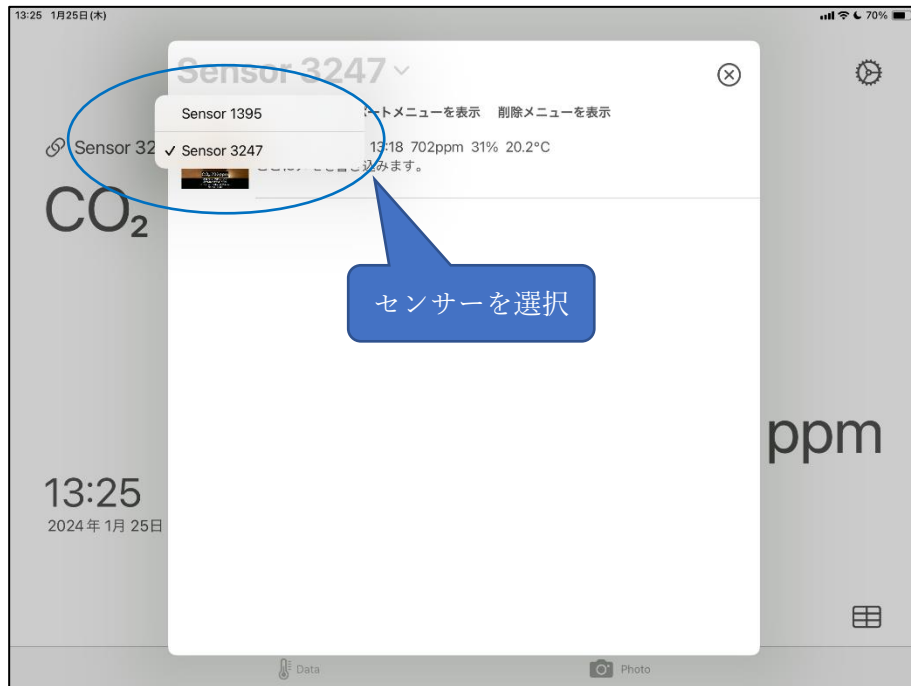 13:25 1月25日(木)
70%
Sensor 3247
Sensor 1395
ートメニューを表示 削除メニューを表示
Sensor 32
✓ Sensor 3247
13:18 702ppm 31% 20.2°C
込みます。
CO₂
センサーを選択
ppm
13:25
2024年 1月 25日
Data
Photo